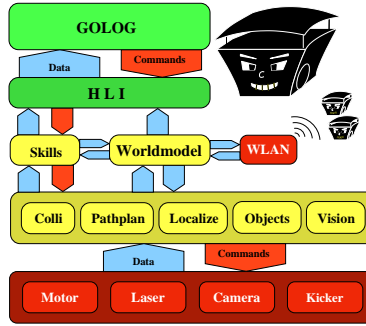 GOLOG
Data
Commands
H L I
Skills
Worldmodel
WLAN
Colli
Pathplan
Localize
Objects
Vision
Data
Commands
Motor
Laser
Camera
Kicker